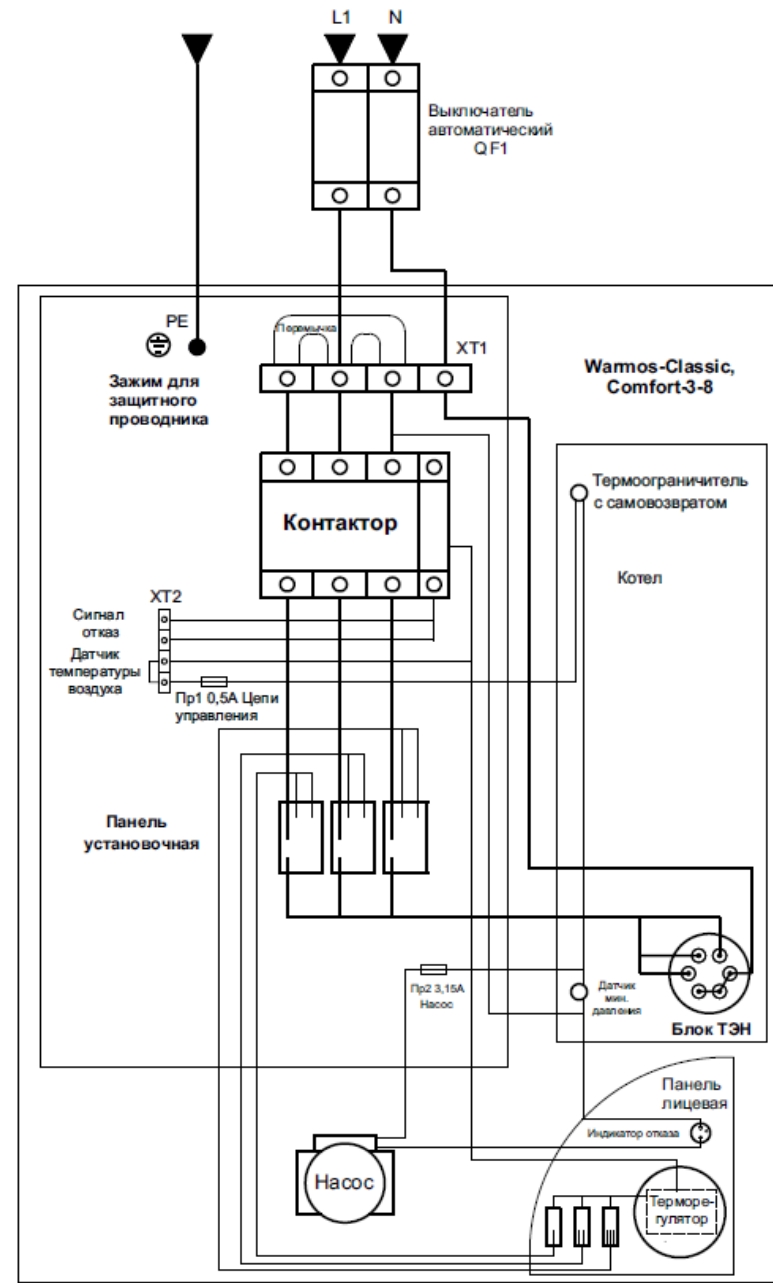 L1 N
Выключатель
автоматический
QF1
PE
Перемычка
XT1
Зажим для
защитного
проводника
Warmos-Classic,
Comfort-3-8
Контактор
Термоограничитель
с самовозвратом
Котел
XT2
Сигнал
отказ
Датчик
температуры
воздуха
Пр1 0,5А Цепи
управления
Панель
установочная
Пр2 3,15А
Насос
Датчик
мин.
давления
Блок ТЭН
Панель
лицевая
Индикатор отказа
Насос
Терморе-
гулятор